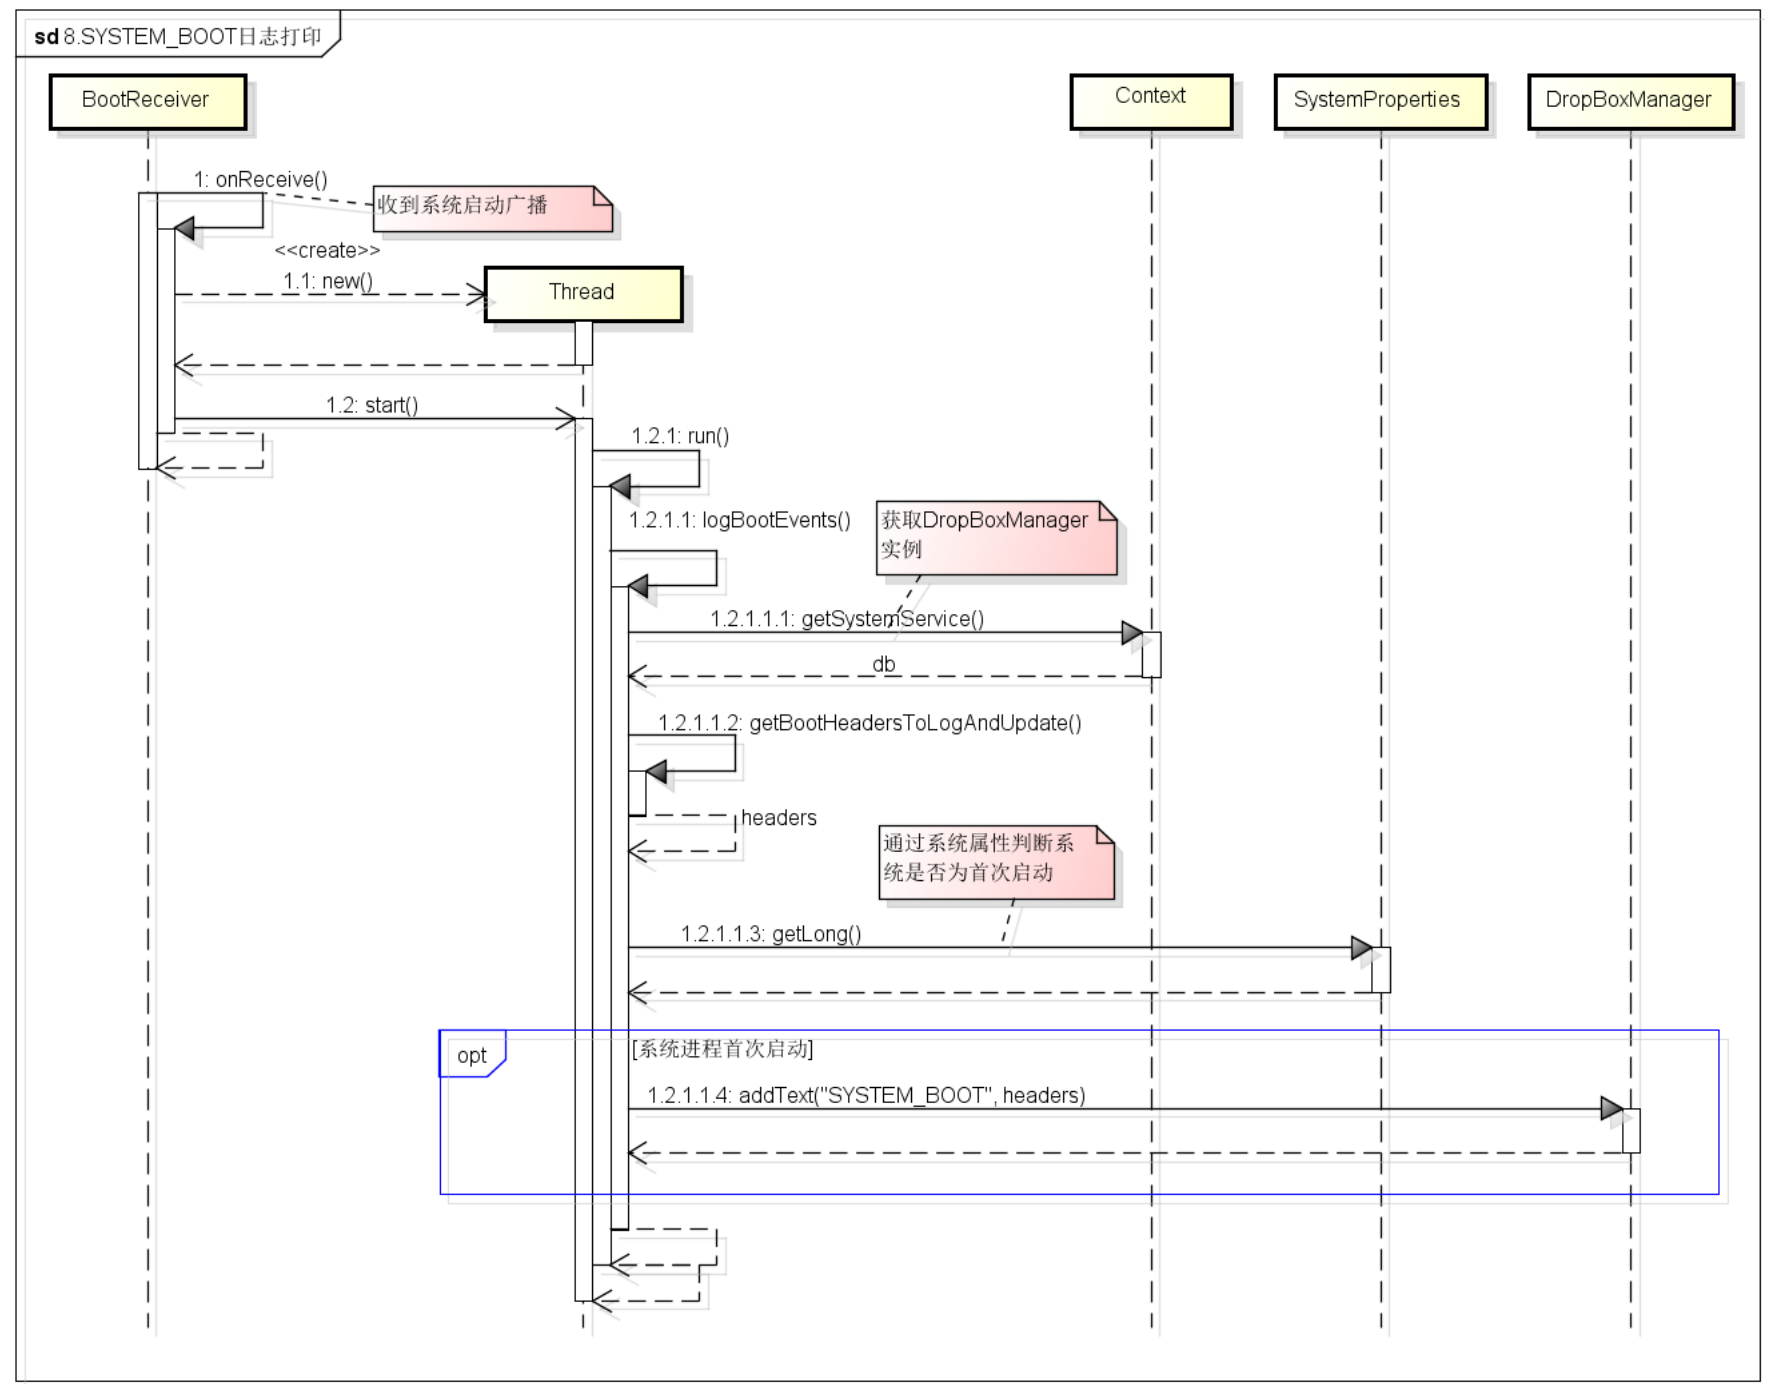 sd 8.SYSTEM_BOOT日志打印
BootReceiver
Context
SystemProperties
DropBoxManager
1: onReceive()
收到系统启动广播
<<create>>
1.1: new()
Thread
1.2: start()
1.2.1: run()
1.2.1.1: logBootEvents()
获取DropBoxManager
实例
1.2.1.1.1: getSystemService()
db
1.2.1.1.2: getBootHeadersToLogAndUpdate()
headers
通过系统属性判断系
统是否为首次启动
1.2.1.1.3: getLong()
opt
[系统进程首次启动]
1.2.1.1.4: addText("SYSTEM_BOOT", headers)